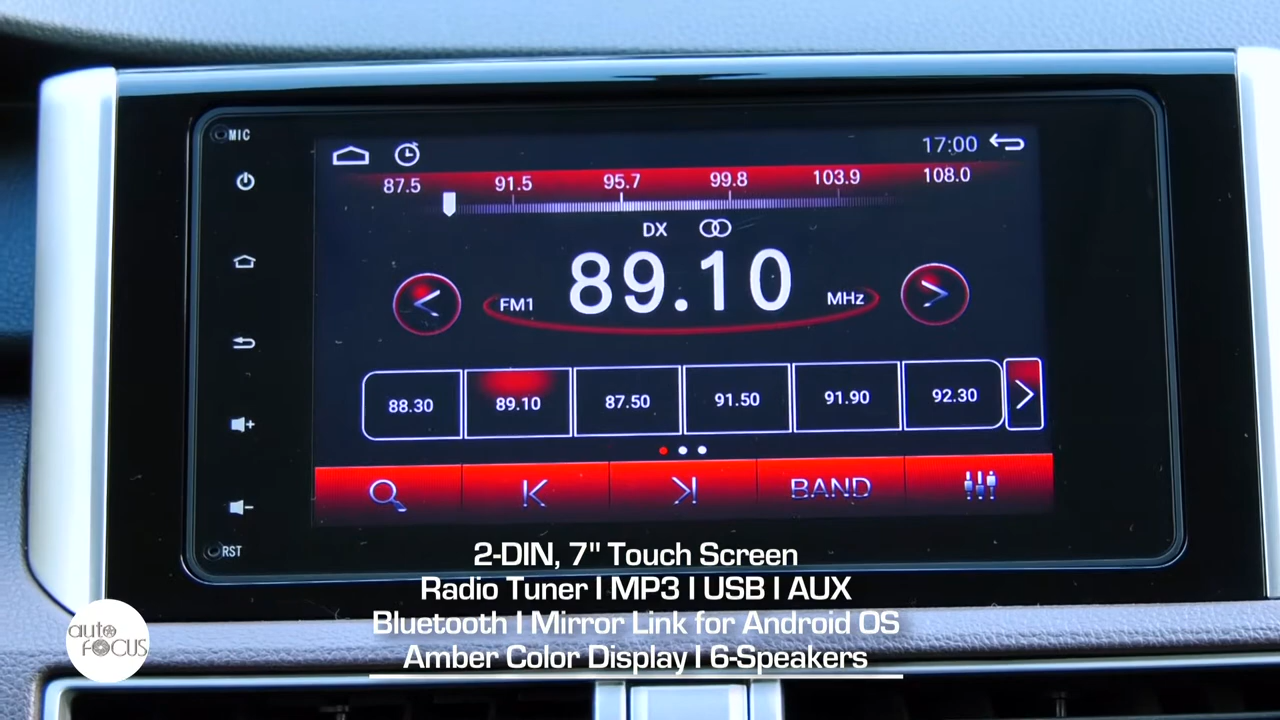 MIC
17:00
87.5 91.5 95.7 99.8 103.9 108.0
DX
89.10
FM1 MHz
88.30 89.10 87.50 91.50 91.90 92.30
BAND
RST
2-DIN, 7" Touch Screen
Radio Tuner | MP3 | USB | AUX
Bluetooth | Mirror Link for Android OS
Amber Color Display | 6-Speakers
auto
FOCUS